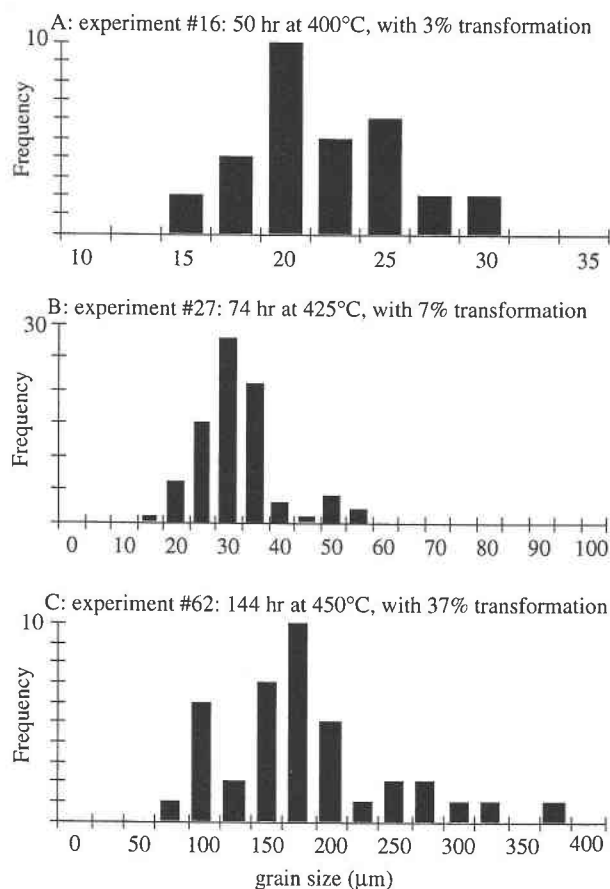 A: experiment #16: 50 hr at 400°C, with 3% transformation
10
Frequency
10 15 20 25 30 35
B: experiment #27: 74 hr at 425°C, with 7% transformation
30
Frequency
0 10 20 30 40 50 60 70 80 90 100
C: experiment #62: 144 hr at 450°C, with 37% transformation
10
Frequency
0 50 100 150 200 250 300 350 400
grain size (μm)